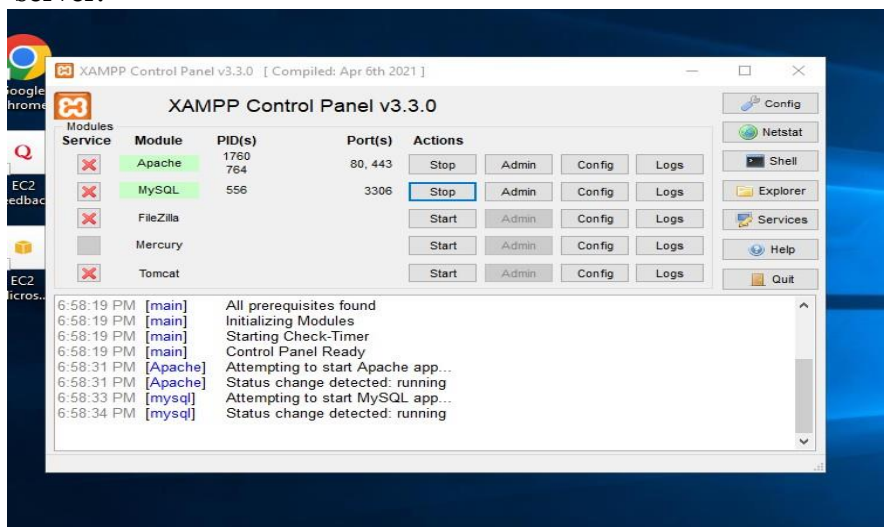 server.
Google
Chrome
EC2
Feedbac
EC2
Micros..
XAMPP Control Panel v3.3.0 [ Compiled: Apr 6th 2021 ]
XAMPP Control Panel v3.3.0
Modules
Service Module PID(s) Port(s) Actions
Apache 1760 764 80, 443 Stop Admin Config Logs
MySQL 556 3306 Stop Admin Config Logs
FileZilla Start Admin Config Logs
Mercury Start Admin Config Logs
Tomcat Start Admin Config Logs
Config
Netstat
Shell
Explorer
Services
Help
Quit
6:58:19 PM [main] All prerequisites found
6:58:19 PM [main] Initializing Modules
6:58:19 PM [main] Starting Check-Timer
6:58:19 PM [main] Control Panel Ready
6:58:31 PM [Apache] Attempting to start Apache app...
6:58:31 PM [Apache] Status change detected: running
6:58:33 PM [mysql] Attempting to start MySQL app...
6:58:34 PM [mysql] Status change detected: running